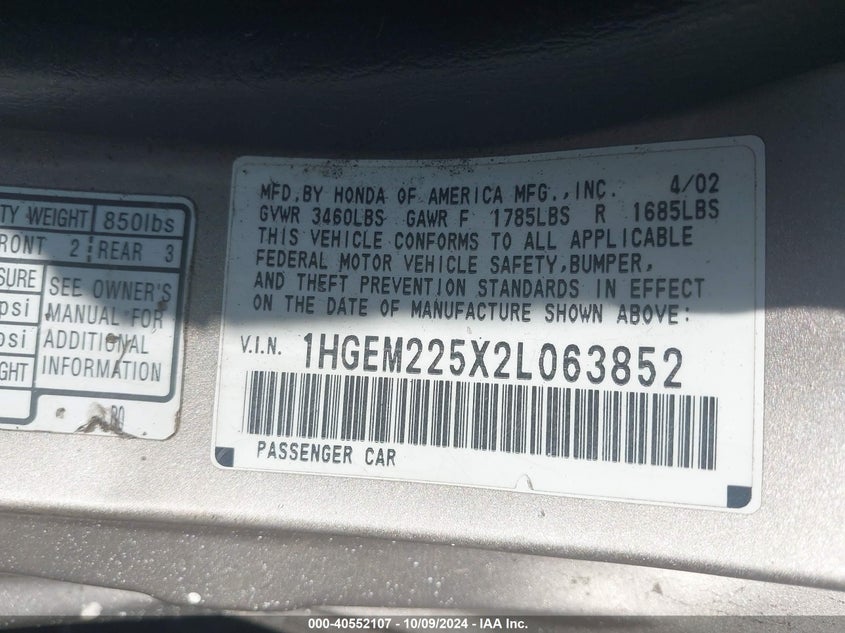 TY WEIGHT 850lbs
FRONT 2 REAR 3
SURE SEE OWNER'S
psi MANUAL FOR
psi ADDITIONAL
GHT INFORMATION
MFD. BY HONDA OF AMERICA MFG., INC. 4/02
GVWR 3460LBS GAWR F 1785LBS R 1685LBS
THIS VEHICLE CONFORMS TO ALL APPLICABLE
FEDERAL MOTOR VEHICLE SAFETY, BUMPER,
AND THEFT PREVENTION STANDARDS IN EFFECT
ON THE DATE OF MANUFACTURE SHOWN ABOVE:
V.I.N. 1HGEM225X2L063852
PASSENGER CAR
000-40552107 - 10/09/2024 - IAA Inc.